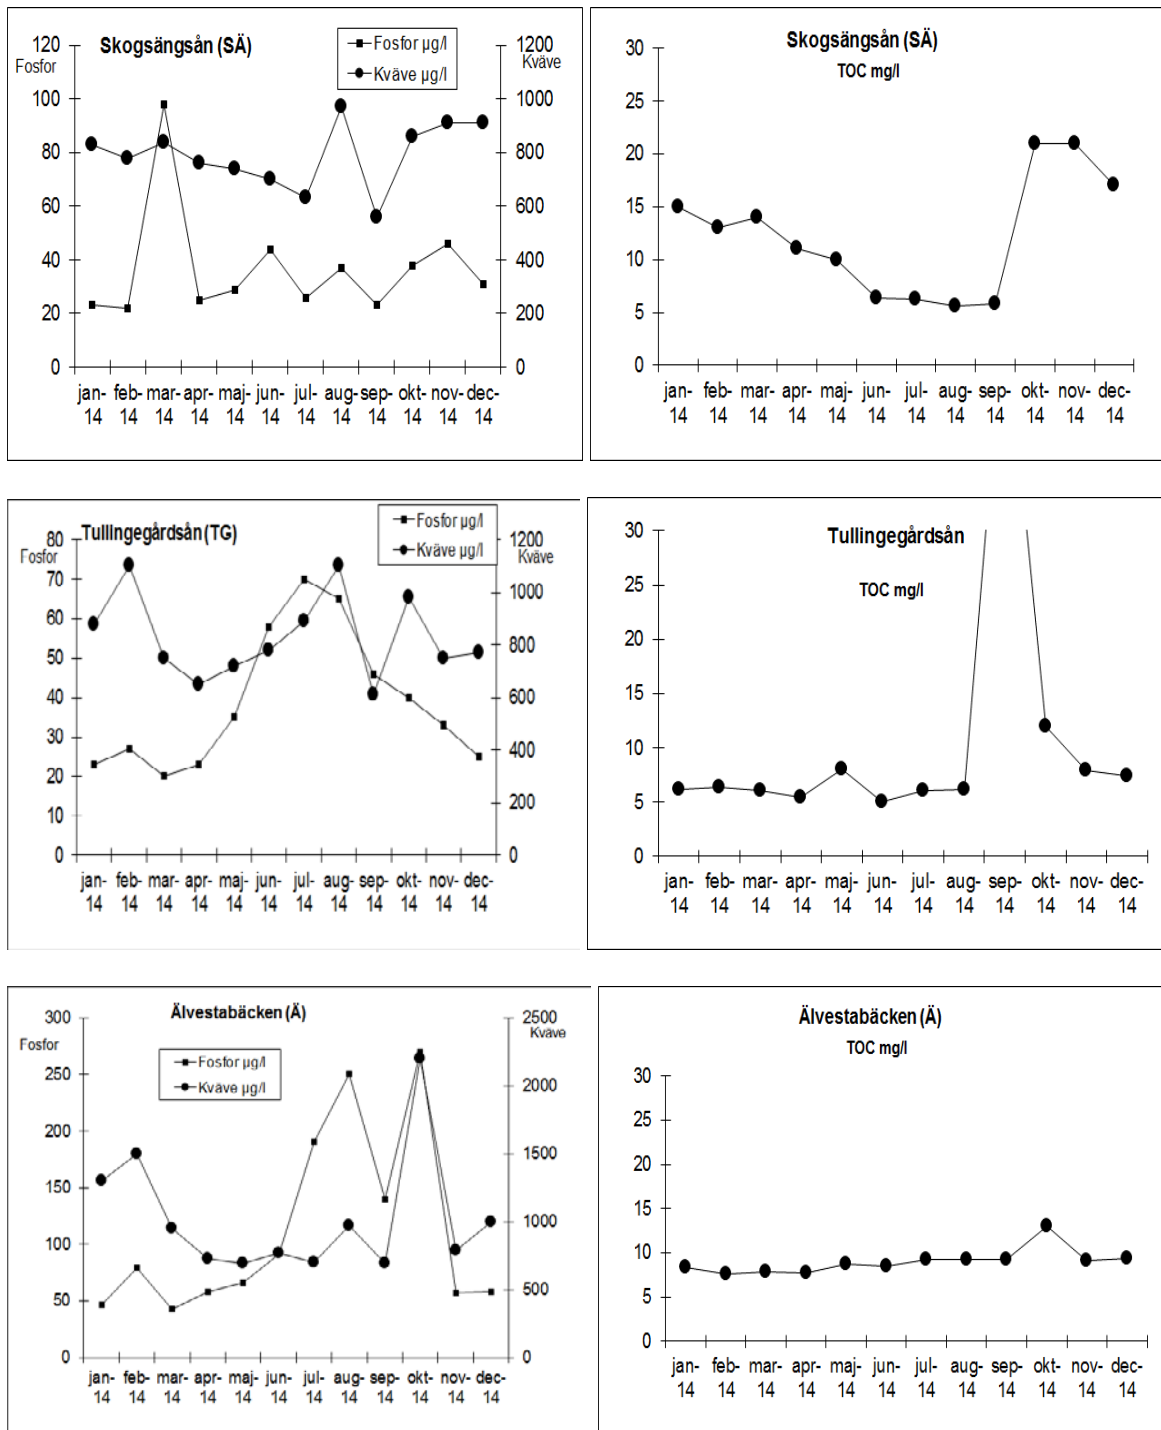 Skogsängsån (SÄ)
Fosfor µg/l
Kväve µg/l
Fosfor
Kväve
120
100
80
60
40
20
0
1200
1000
800
600
400
200
0
jan- feb- mar- apr- maj- jun- jul- aug- sep- okt- nov- dec-
14 14 14 14 14 14 14 14 14 14 14 14
Skogsängsån (SÄ)
TOC mg/l
30
25
20
15
10
5
0
jan- feb- mar- apr- maj- jun- jul- aug- sep- okt- nov- dec-
14 14 14 14 14 14 14 14 14 14 14 14
Tullingegårdsån (TG)
Fosfor µg/l
Kväve µg/l
Fosfor
Kväve
80
70
60
50
40
30
20
10
0
1200
1000
800
600
400
200
0
jan- feb- mar- apr- maj- jun- jul- aug- sep- okt- nov- dec-
14 14 14 14 14 14 14 14 14 14 14 14
Tullingegårdsån
TOC mg/l
30
25
20
15
10
5
0
jan- feb- mar- apr- maj- jun- jul- aug- sep- okt- nov- dec-
14 14 14 14 14 14 14 14 14 14 14 14
Älvestabäcken (Ä)
Fosfor µg/l
Kväve µg/l
Fosfor
Kväve
300
250
200
150
100
50
0
2500
2000
1500
1000
500
0
jan- feb- mar- apr- maj- jun- jul- aug- sep- okt- nov- dec-
14 14 14 14 14 14 14 14 14 14 14 14
Älvestabäcken (Ä)
TOC mg/l
30
25
20
15
10
5
0
jan- feb- mar- apr- maj- jun- jul- aug- sep- okt- nov- dec-
14 14 14 14 14 14 14 14 14 14 14 14